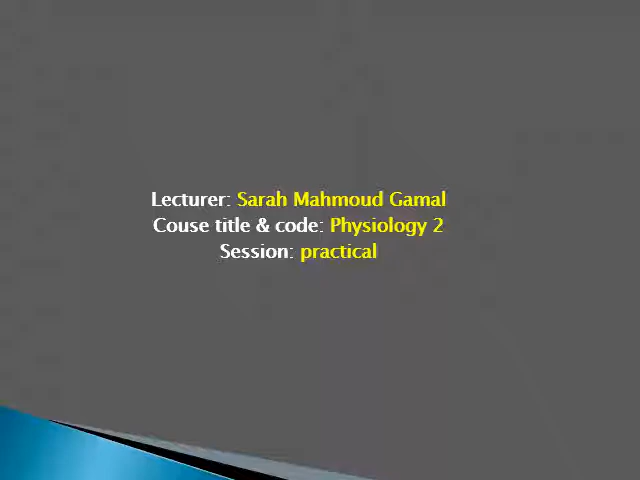 Lecturer: Sarah Mahmoud Gamal
Couse title & code: Physiology 2
Session: practical